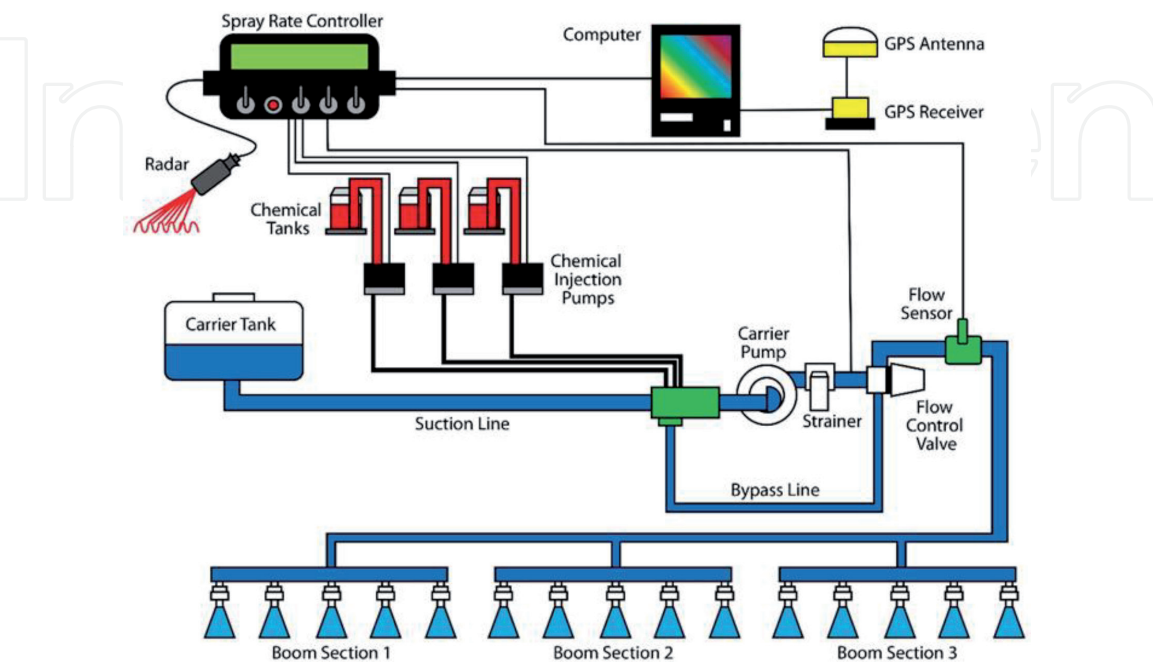 Spray Rate Controller
Computer
GPS Antenna
GPS Receiver
Radar
Chemical
Tanks
Chemical
Injection
Pumps
Carrier Tank
Flow
Sensor
Carrier
Pump
Suction Line
Strainer
Flow
Control
Valve
Bypass Line
Boom Section 1
Boom Section 2
Boom Section 3